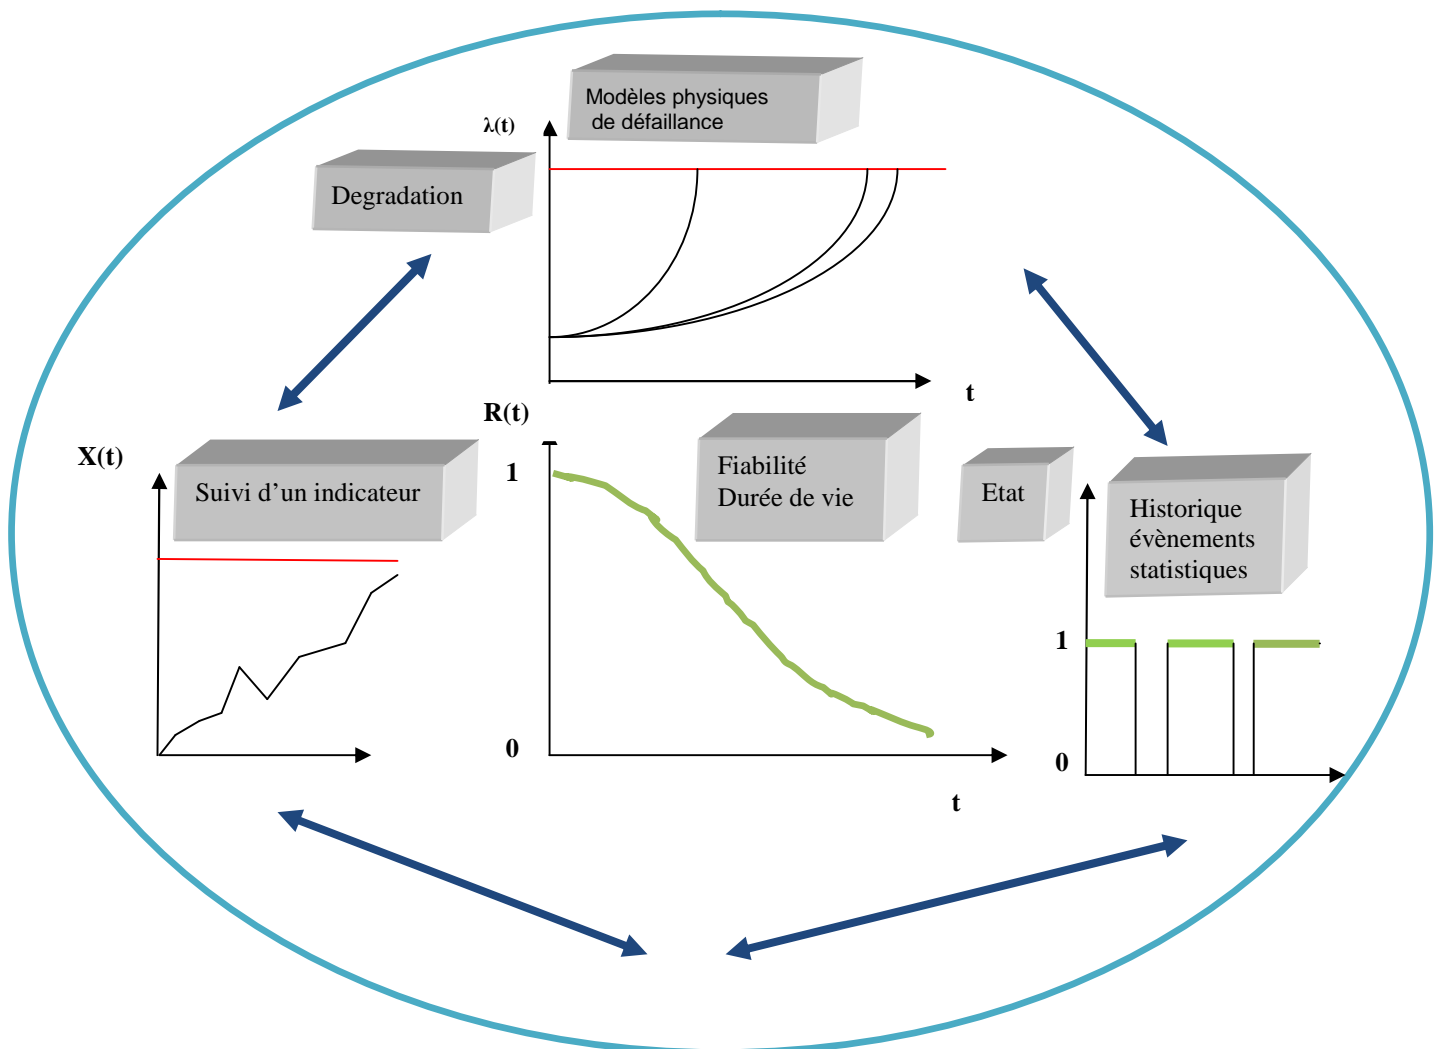 Modèles physiques
de défaillance
λ(t)
Degradation
t
R(t)
X(t)
Suivi d'un indicateur
1
Fiabilité
Durée de vie
Etat
Historique
évènements
statistiques
1
0
0
t